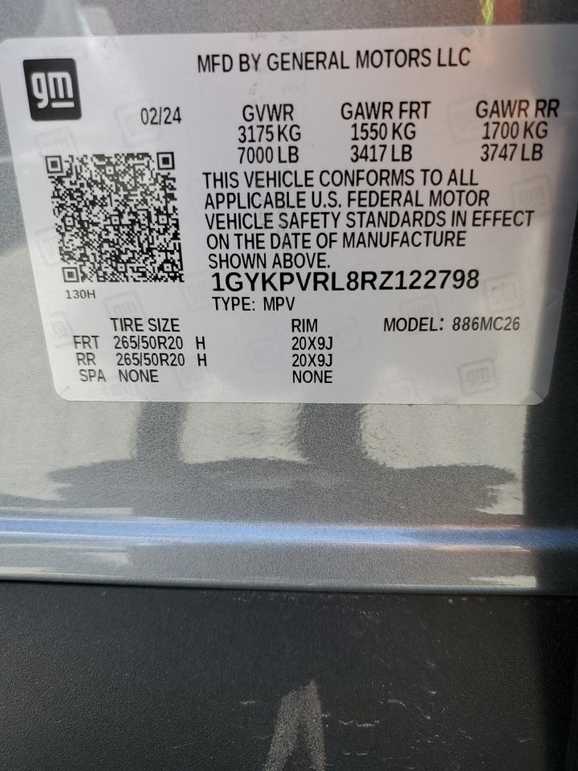 gm
MFD BY GENERAL MOTORS LLC
02/24 GVWR GAWR FRT GAWR RR
3175 KG 1550 KG 1700 KG
7000 LB 3417 LB 3747 LB
THIS VEHICLE CONFORMS TO ALL
APPLICABLE U.S. FEDERAL MOTOR
VEHICLE SAFETY STANDARDS IN EFFECT
ON THE DATE OF MANUFACTURE
SHOWN ABOVE.
130H
1GYKPVRL8RZ122798
TYPE: MPV
TIRE SIZE RIM MODEL: 886MC26
FRT 265/50R20 H 20X9J
RR 265/50R20 H 20X9J
SPA NONE NONE
gm